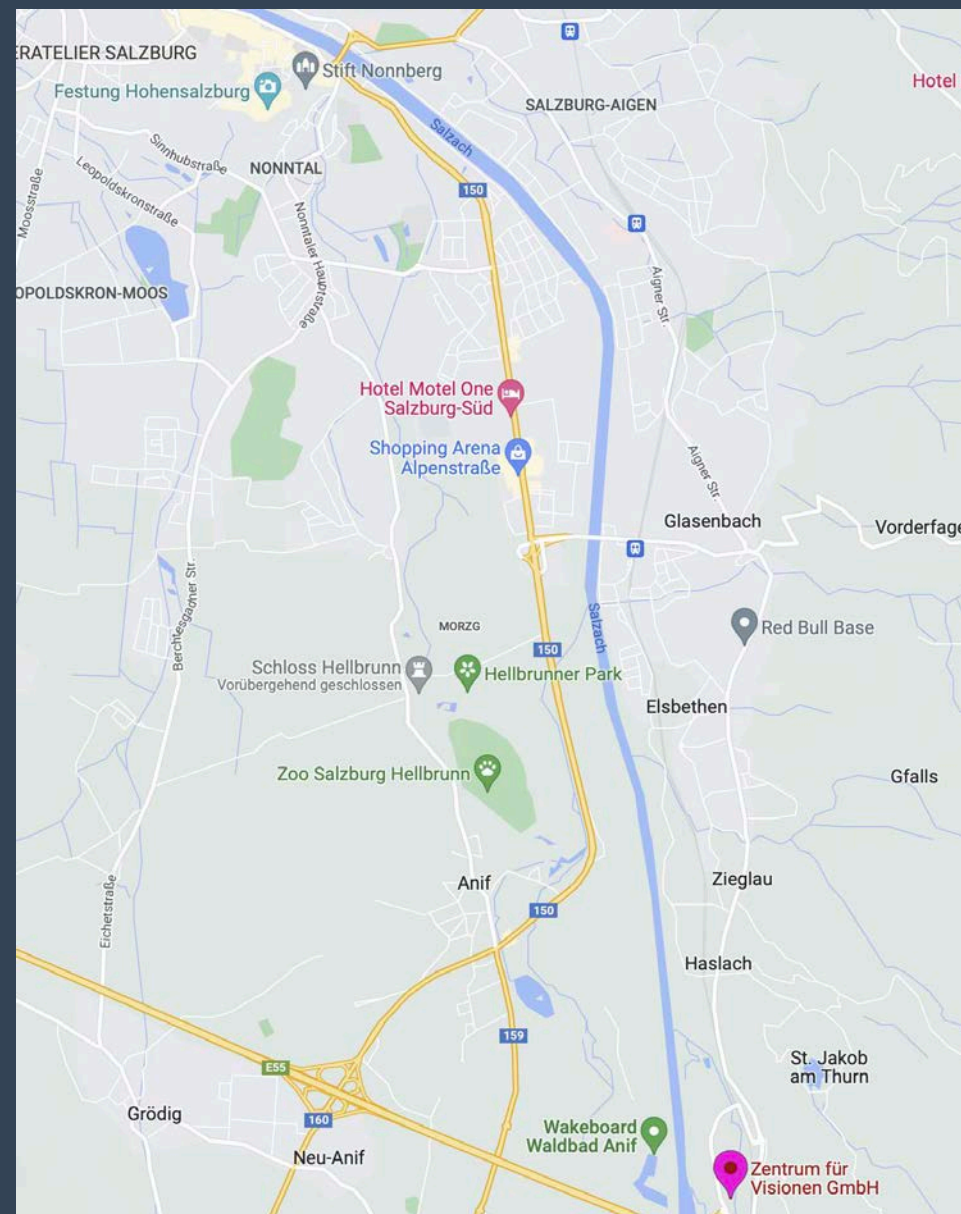 ERATELIER SALZBURG
Stift Nonnberg
Festung Hohensalzburg
Hotel
SALZBURG-AIGEN
Salzach
Sinnhubstraße
NONNTAL
Leopoldskronstraße
Moosstraße
150
Nonntaler Hauptstraße
OPOLDSKRON-MOOS
Aigner Str.
Hotel Motel One
Salzburg-Süd
Shopping Arena
Alpenstraße
Aigner Str.
Glasenbach
Vorderfage
Berchtesgadner Str.
Salzach
MORZG
Red Bull Base
150
Schloss Hellbrunn
Vorübergehend geschlossen
Hellbrunner Park
Elsbethen
Zoo Salzburg Hellbrunn
Gfalls
Anif
Zieglau
Eichetstraße
150
Haslach
159
E55
St. Jakob
am Thurn
Grödig
160
Wakeboard
Waldbad Anif
Neu-Anif
Zentrum für
Visionen GmbH